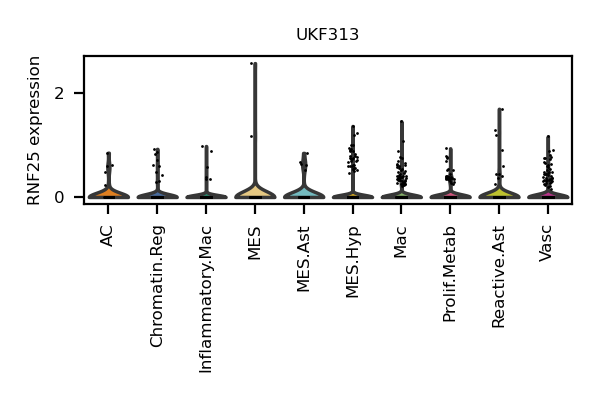 UKF313
RNF25 expression
2
0
AC
Chromatin.Reg
Inflammatory.Mac
MES
MES.Ast
MES.Hyp
Mac
Prolif.Metab
Reactive.Ast
Vasc